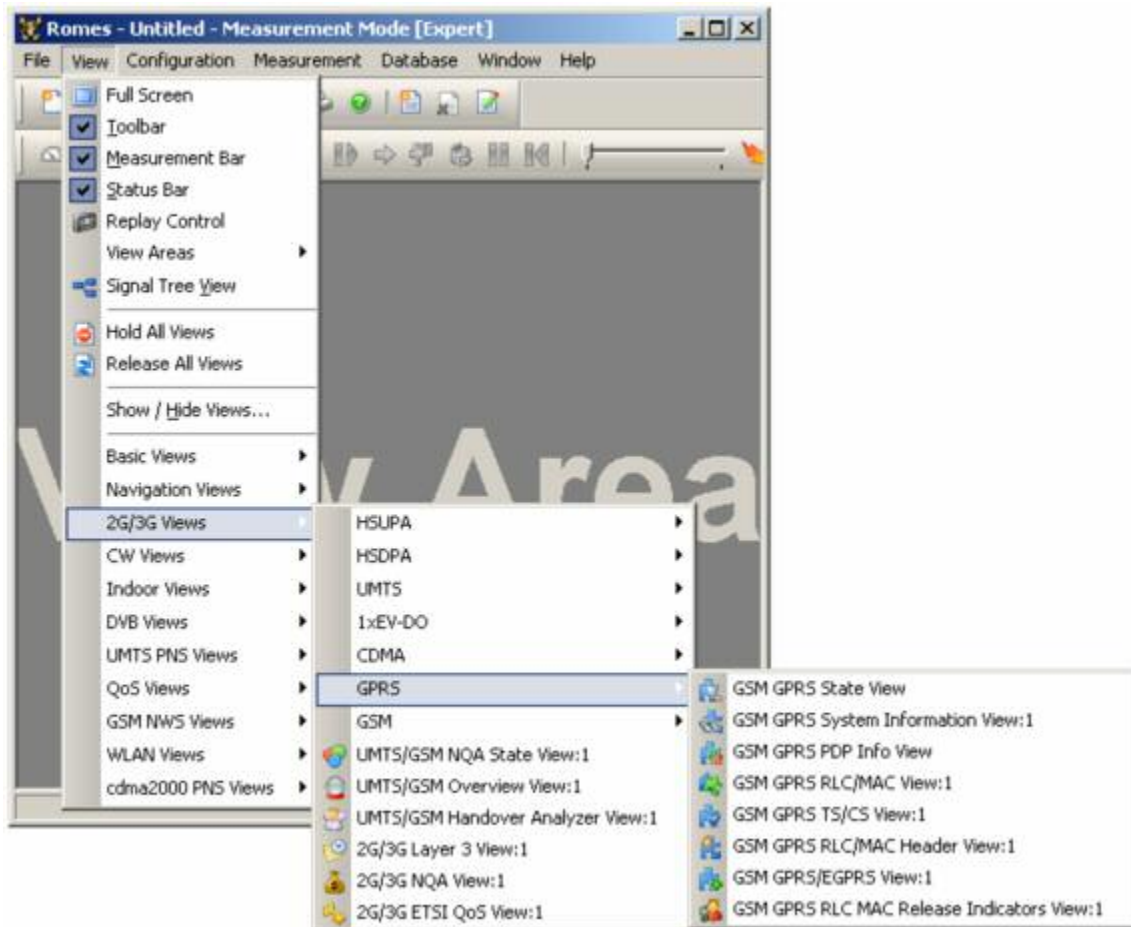 Romes - Untitled - Measurement Mode [Expert]
File View Configuration Measurement Database Window Help
Full Screen
Toolbar
Measurement Bar
Status Bar
Replay Control
View Areas
Signal Tree View
Hold All Views
Release All Views
Show / Hide Views...
Basic Views
Navigation Views
2G/3G Views
CW Views
Indoor Views
DVB Views
UMTS PNS Views
QoS Views
GSM NWS Views
WLAN Views
cdma2000 PNS Views
Area
HSUPA
HSDPA
UMTS
1xEV-DO
CDMA
GPRS
GSM
UMTS/GSM NQA State View:1
UMTS/GSM Overview View:1
UMTS/GSM Handover Analyzer View:1
2G/3G Layer 3 View:1
2G/3G NQA View:1
2G/3G ETSI QoS View:1
GSM GPRS State View
GSM GPRS System Information View:1
GSM GPRS PDP Info View
GSM GPRS RLC/MAC View:1
GSM GPRS TS/CS View:1
GSM GPRS RLC/MAC Header View:1
GSM GPRS/EGPRS View:1
GSM GPRS RLC MAC Release Indicators View:1